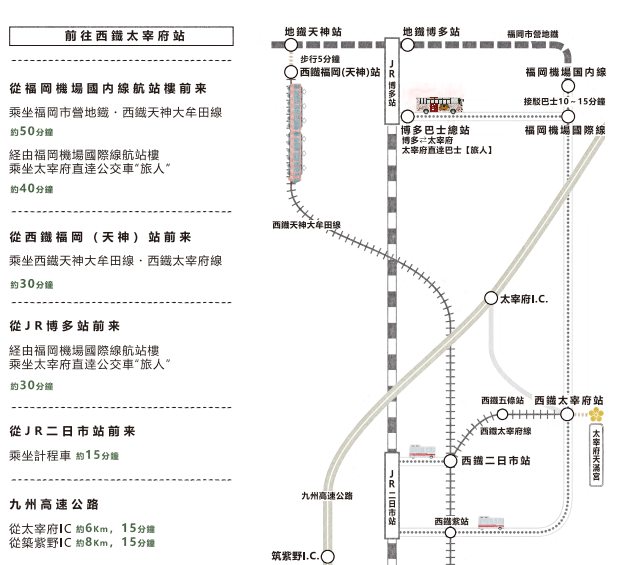 前往西鐵太宰府站
從福岡機場國內線航站樓前来
乘坐福岡市營地鐵・西鐵天神大牟田線
約50分鐘
経由福岡機場國際線航站樓
乘坐太宰府直達公交車“旅人”
約40分鐘
從西鐵福岡（天神）站前来
乘坐西鐵天神大牟田線・西鐵太宰府線
約30分鐘
從JR博多站前来
経由福岡機場國際線航站樓
乘坐太宰府直達公交車“旅人”
約30分鐘
從JR二日市站前来
乘坐計程車 約15分鐘
九州高速公路
從太宰府IC 約6Km，15分鐘
從築紫野IC 約8Km，15分鐘
地鐵天神站
步行5分鐘
西鐵福岡(天神)站
JR博多站
地鐵博多站
福岡市營地鐵
福岡機場國内線
接駁巴士10～15分鐘
博多巴士總站
博多⇄太宰府
太宰府直達巴士【旅人】
福岡機場國際線
西鐵天神大牟田線
太宰府I.C.
西鐵五條站
西鐵太宰府站
西鐵太宰府線
太宰府天滿宮
西鐵二日市站
JR二日市站
九州高速公路
西鐵紫站
筑紫野I.C.